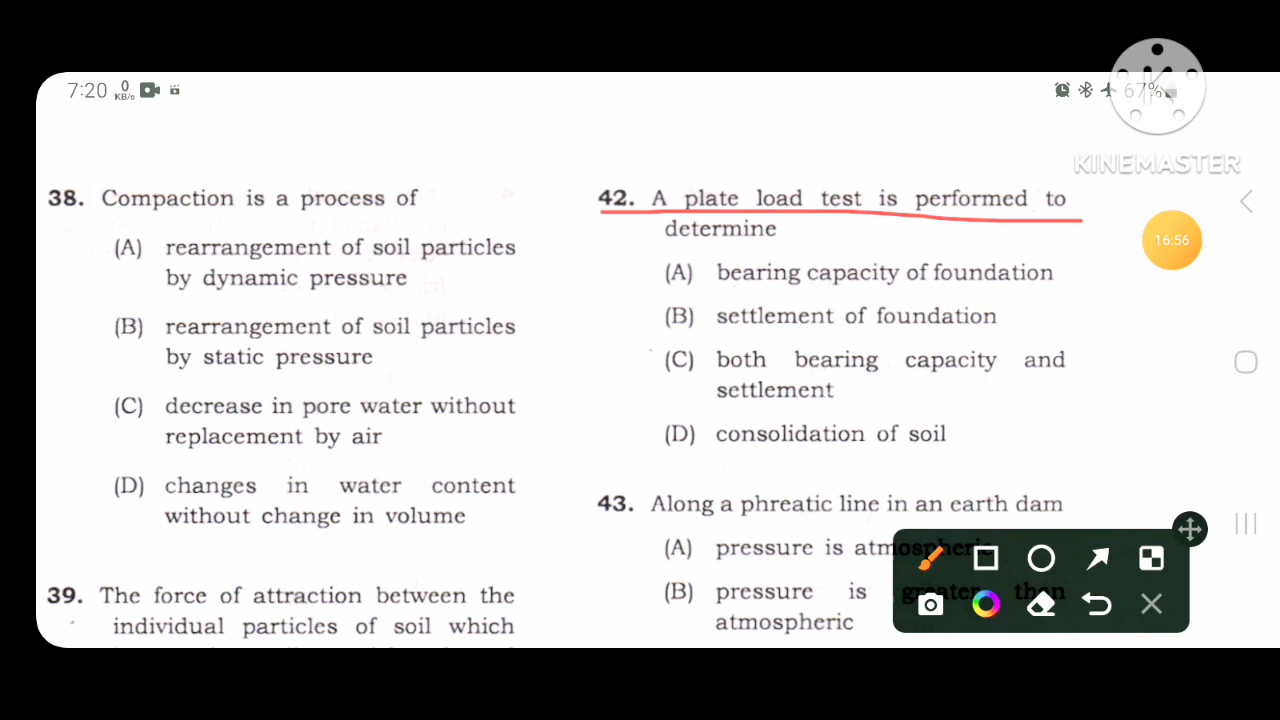 7:20 0 KB/s 67%
KINEMASTER
38. Compaction is a process of
(A) rearrangement of soil particles
by dynamic pressure
(B) rearrangement of soil particles
by static pressure
(C) decrease in pore water without
replacement by air
(D) changes in water content
without change in volume
39. The force of attraction between the
individual particles of soil which
42. A plate load test is performed to
determine
(A) bearing capacity of foundation
(B) settlement of foundation
(C) both bearing capacity and
settlement
(D) consolidation of soil
43. Along a phreatic line in an earth dam
(A) pressure is atmospheric
(B) pressure is greater than
atmospheric
16:56